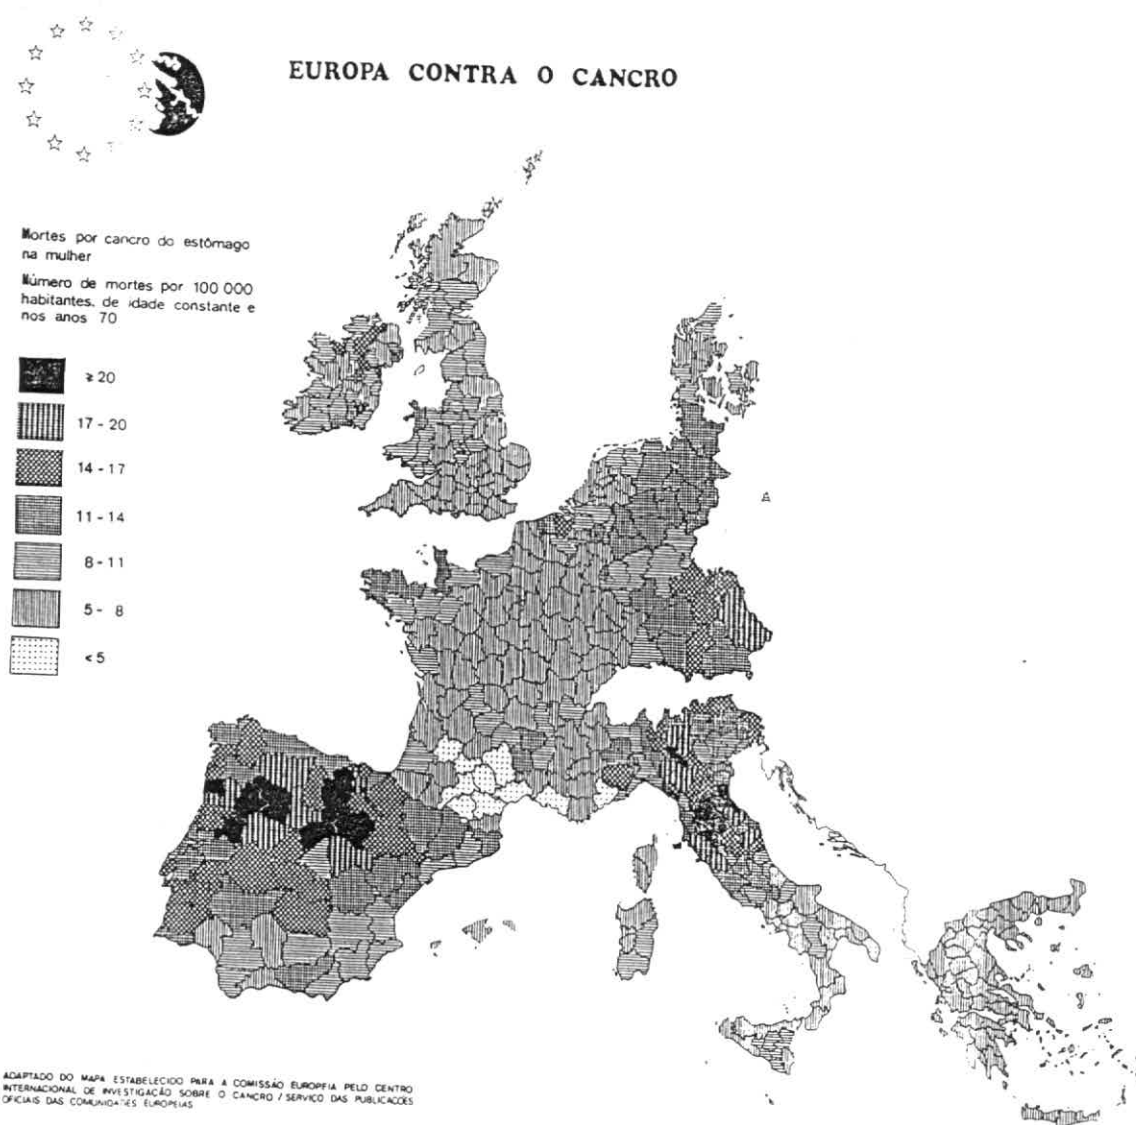 EUROPA CONTRA O CANCRO
Mortes por cancro do estômago
na mulher
Número de mortes por 100 000
habitantes, de idade constante e
nos anos 70
≥ 20
17 - 20
14 - 17
11 - 14
8 - 11
5 - 8
< 5
ADAPTADO DO MAPA ESTABELECIDO PARA A COMISSÃO EUROPEIA PELO CENTRO
INTERNACIONAL DE INVESTIGAÇÃO SOBRE O CANCRO / SERVIÇO DAS PUBLICAÇÕES
OFICIAIS DAS COMUNIDADES EUROPEIAS